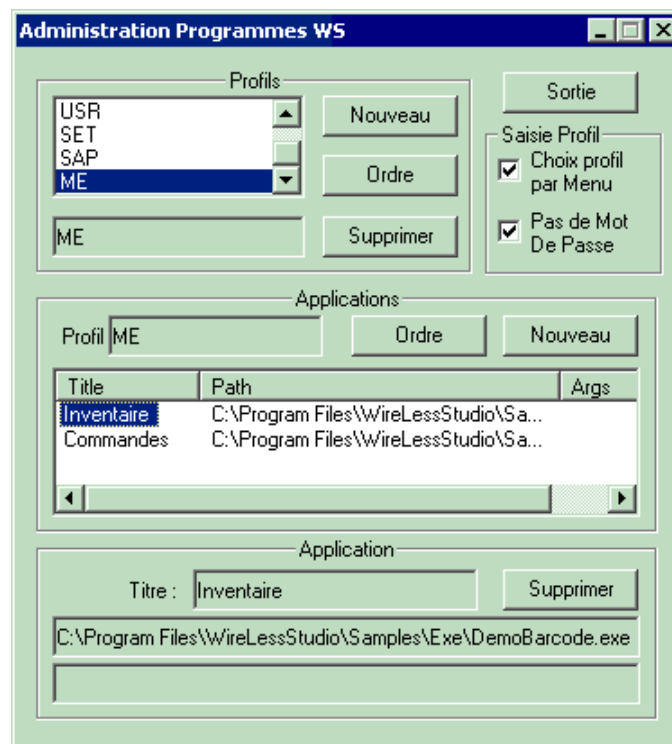 Administration Programmes WS
Profils
USR
SET
SAP
ME
ME
Nouveau
Ordre
Supprimer
Sortie
Saisie Profil
Choix profil
par Menu
Pas de Mot
De Passe
Applications
Profil ME
Ordre
Nouveau
Title Path Args
Inventaire C:\Program Files\WireLessStudio\Sa...
Commandes C:\Program Files\WireLessStudio\Sa...
Application
Titre : Inventaire
Supprimer
C:\Program Files\WireLessStudio\Samples\Exe\DemoBarcode.exe